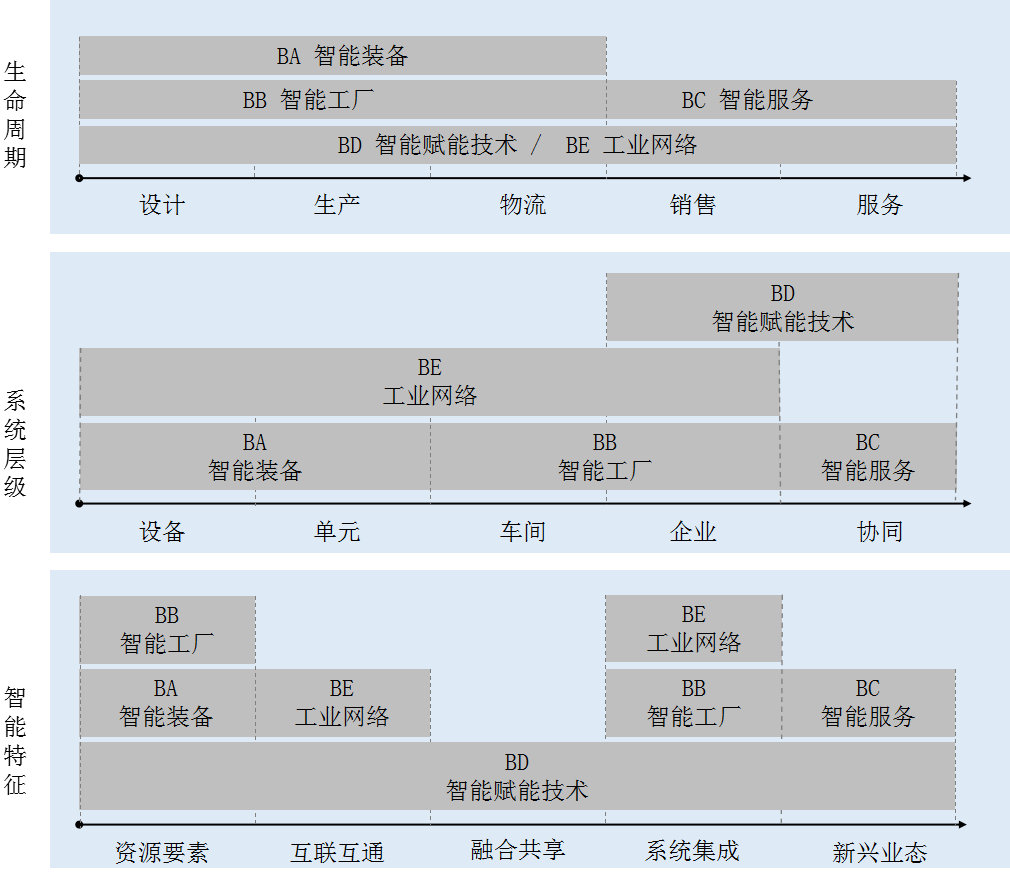 生命周期
BA 智能装备
BB 智能工厂
BC 智能服务
BD 智能赋能技术 / BE 工业网络
设计
生产
物流
销售
服务
系统层级
BD
智能赋能技术
BE
工业网络
BA
智能装备
BB
智能工厂
BC
智能服务
设备
单元
车间
企业
协同
智能特征
BB
智能工厂
BE
工业网络
BA
智能装备
BE
工业网络
BB
智能工厂
BC
智能服务
BD
智能赋能技术
资源要素
互联互通
融合共享
系统集成
新兴业态